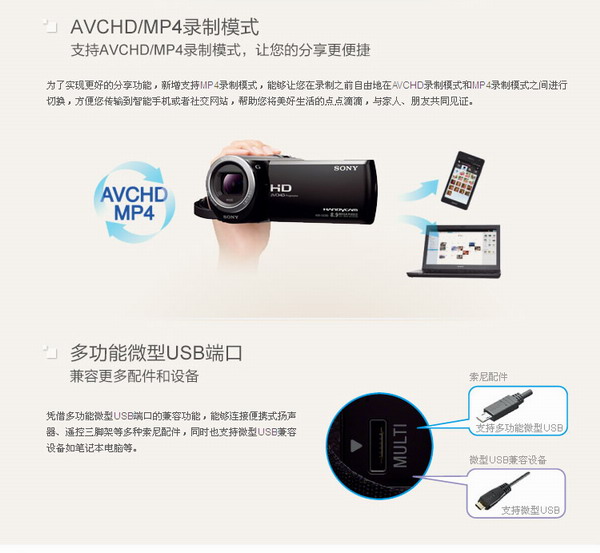 AVCHD/MP4录制模式
支持AVCHD/MP4录制模式，让您的分享更便捷
为了实现更好的分享功能，新增支持MP4录制模式，能够让您在录制之前自由地在AVCHD录制模式和MP4录制模式之间进行
切换，方便您传输到智能手机或者社交网站，帮助您将美好生活的点点滴滴，与家人、朋友共同见证。
AVCHD
MP4
SONY
HD
AVCHD
HANDYCAM
8.9
SONY
多功能微型USB端口
兼容更多配件和设备
凭借多功能微型USB端口的兼容功能，能够连接便携式扬声
器、遥控三脚架等多种索尼配件，同时也支持微型USB兼容
设备如笔记本电脑等。
MULTI
索尼配件
支持多功能微型USB
微型USB兼容设备
支持微型USB